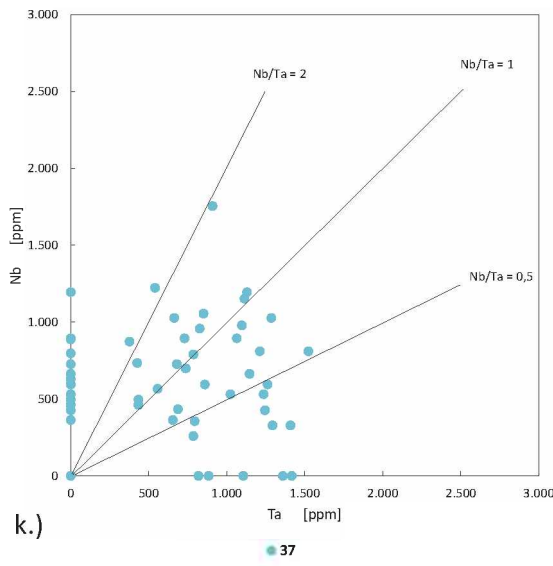 3.000
2.500
2.000
1.500
1.000
500
0
Nb [ppm]
Nb/Ta = 2
Nb/Ta = 1
Nb/Ta = 0,5
0 500 1.000 1.500 2.000 2.500 3.000
Ta [ppm]
k.)
37